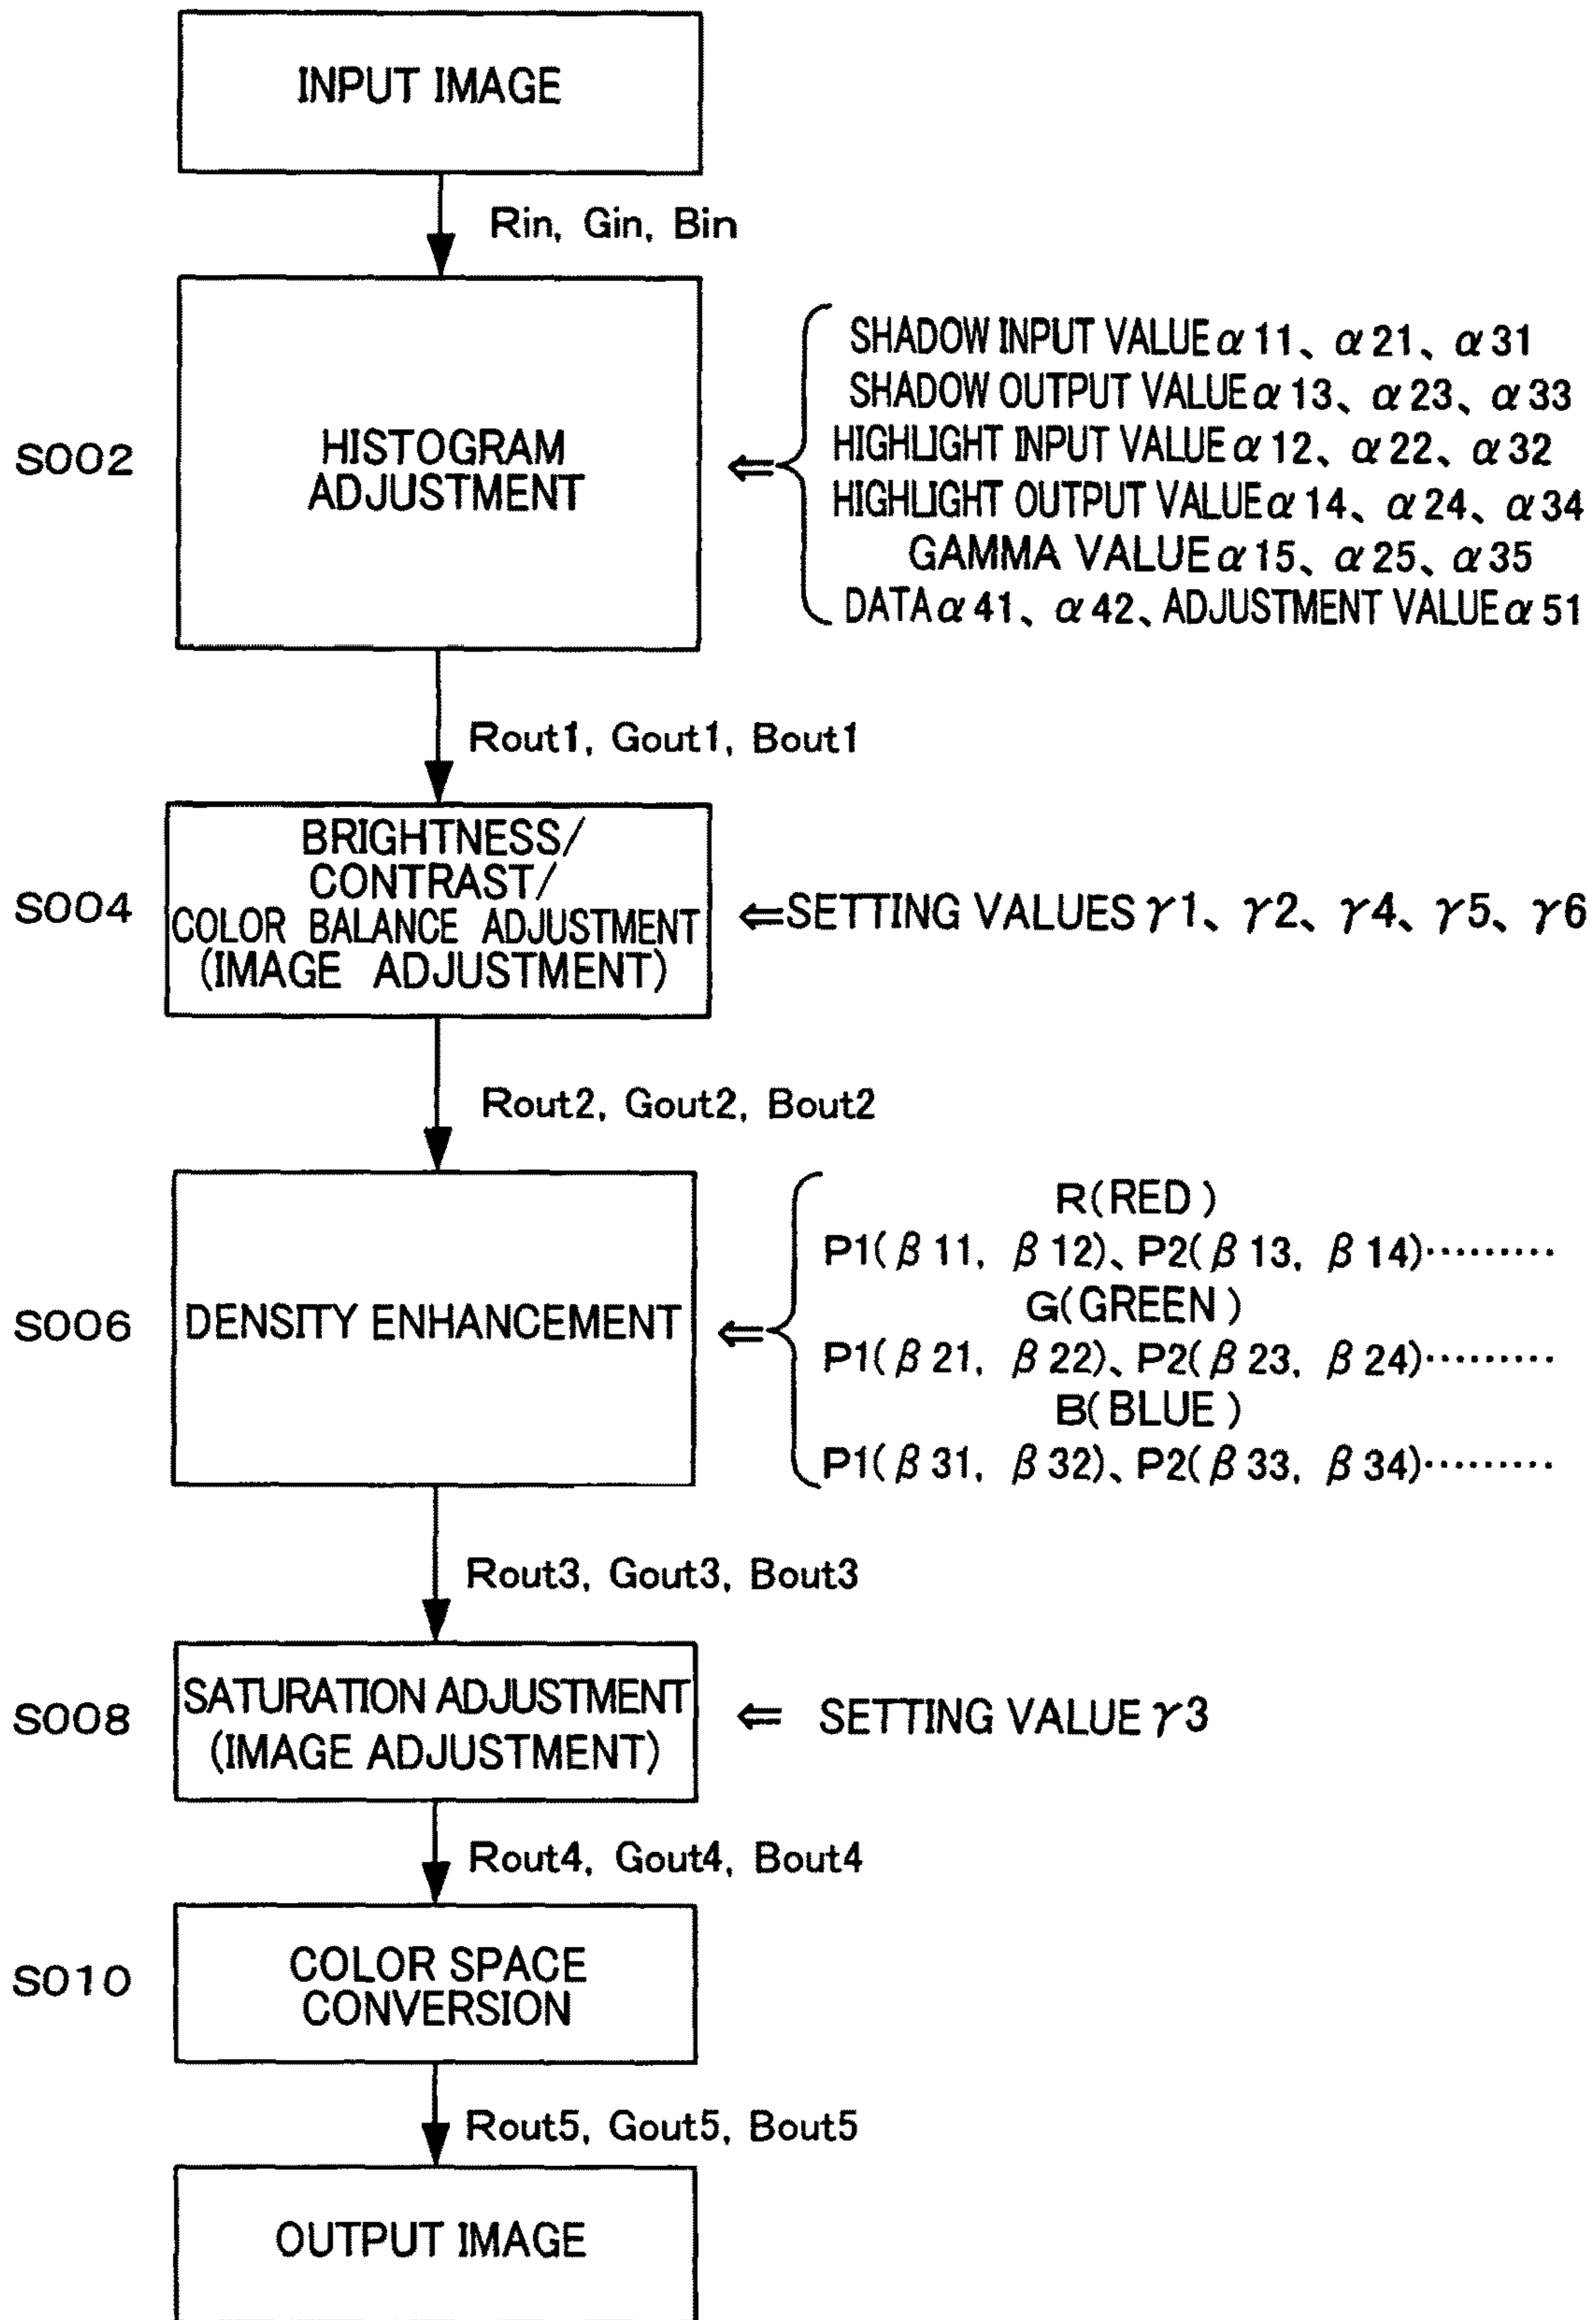 INPUT IMAGE
Rin, Gin, Bin
S002
HISTOGRAM
ADJUSTMENT
⇐
SHADOW INPUT VALUE α11、α21、α31
SHADOW OUTPUT VALUE α13、α23、α33
HIGHLIGHT INPUT VALUE α12、α22、α32
HIGHLIGHT OUTPUT VALUE α14、α24、α34
GAMMA VALUE α15、α25、α35
DATA α41、α42、ADJUSTMENT VALUE α51
Rout1, Gout1, Bout1
S004
BRIGHTNESS/
CONTRAST/
COLOR BALANCE ADJUSTMENT
(IMAGE ADJUSTMENT)
⇐SETTING VALUES γ1、γ2、γ4、γ5、γ6
Rout2, Gout2, Bout2
S006
DENSITY ENHANCEMENT
⇐
R(RED)
P1(β11, β12)、P2(β13, β14)·········
G(GREEN)
P1(β21, β22)、P2(β23, β24)·········
B(BLUE)
P1(β31, β32)、P2(β33, β34)·········
Rout3, Gout3, Bout3
S008
SATURATION ADJUSTMENT
(IMAGE ADJUSTMENT)
⇐ SETTING VALUE γ3
Rout4, Gout4, Bout4
S010
COLOR SPACE
CONVERSION
Rout5, Gout5, Bout5
OUTPUT IMAGE